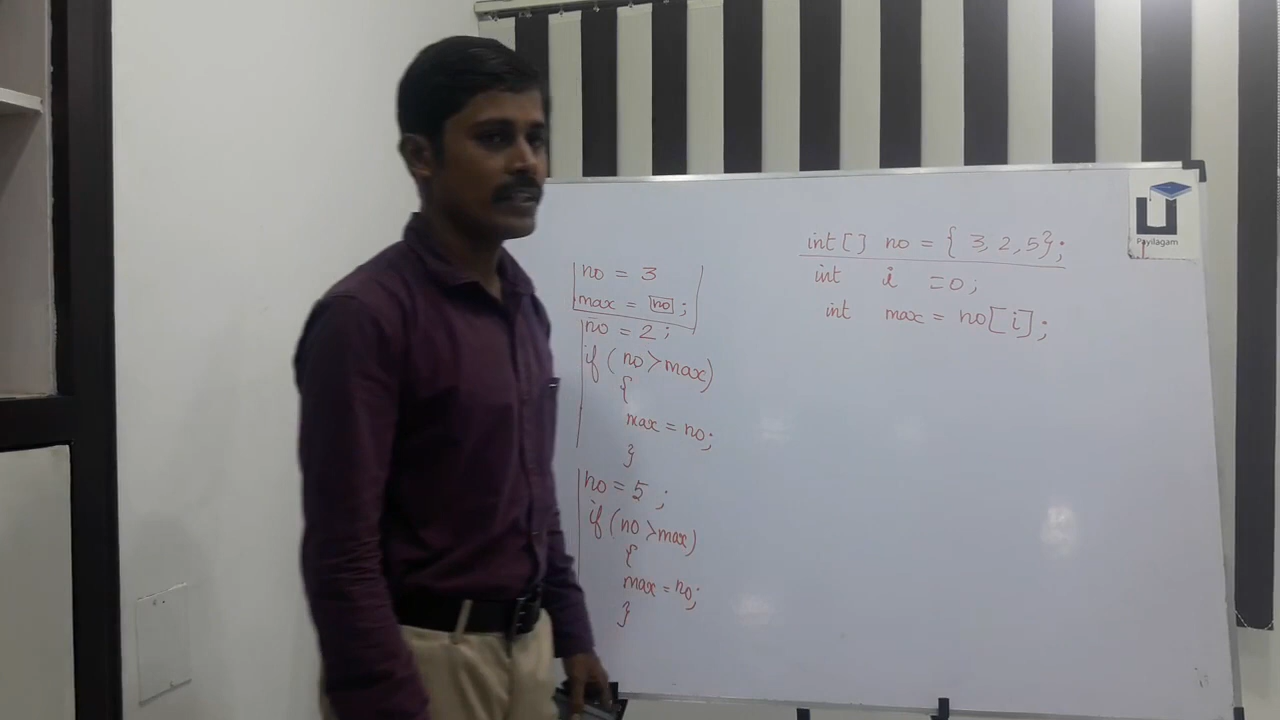 no = 3
max = no ;
no = 2 ;
if ( no > max )
{
max = no ;
}
no = 5 ;
if ( no > max )
{
max = no ;
}
int [ ] no = { 3, 2, 5 } ;
int i = 0 ;
int max = no [ i ] ;
Payilagam